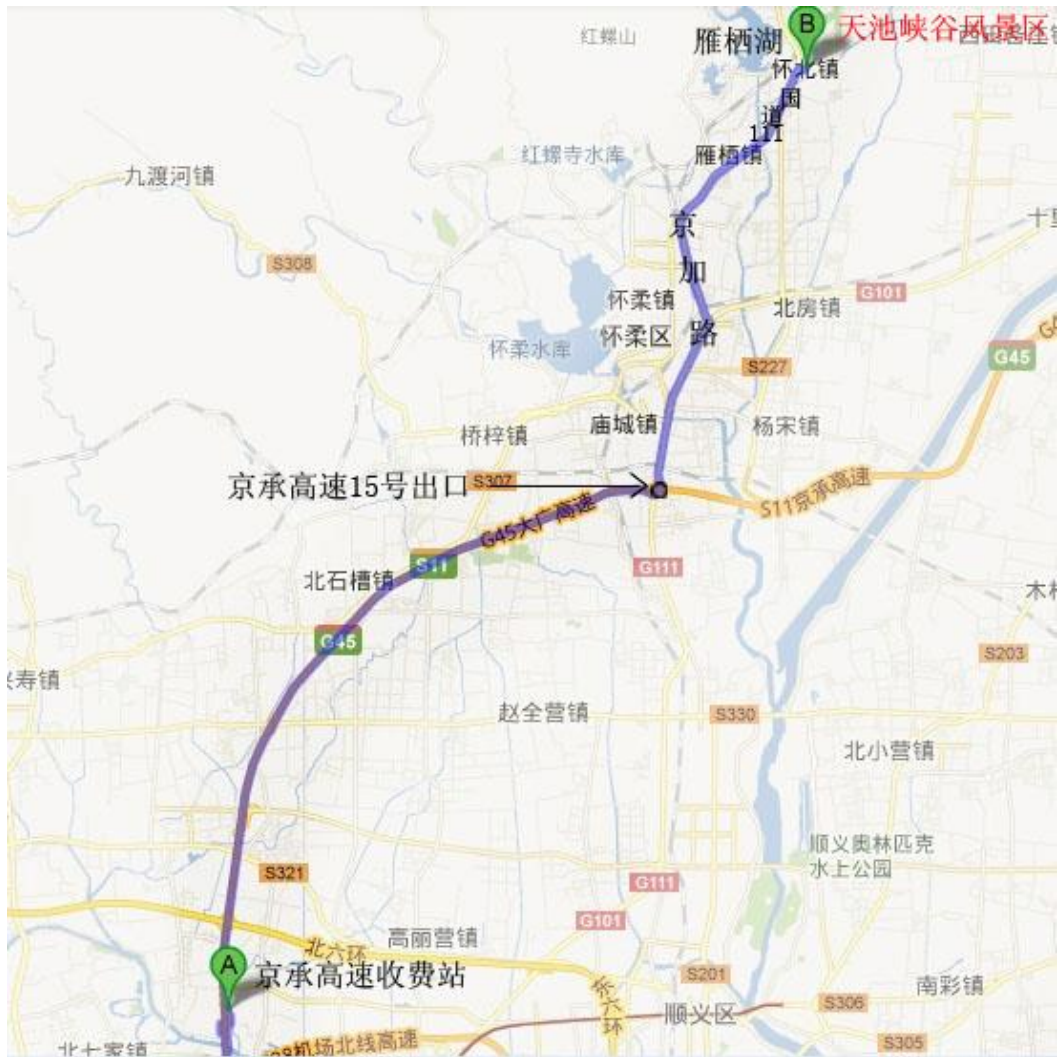 B
天池峡谷风景区
红螺山
雁栖湖
怀北镇
国
道
111
雁栖镇
红螺寺水库
九渡河镇
京
加
路
S308
G101
怀柔镇
北房镇
怀柔区
怀柔水库
G45
S227
庙城镇
杨宋镇
桥梓镇
京承高速15号出口
S307
S11京承高速
G45大广高速
S11
G111
北石槽镇
G45
S203
赵全营镇
S330
北小营镇
顺义奥林匹克
水上公园
S321
G111
G101
高丽营镇
北六环
A
京承高速收费站
S201
东六环
南彩镇
S306
顺义区
S305
北七家镇
机场北线高速